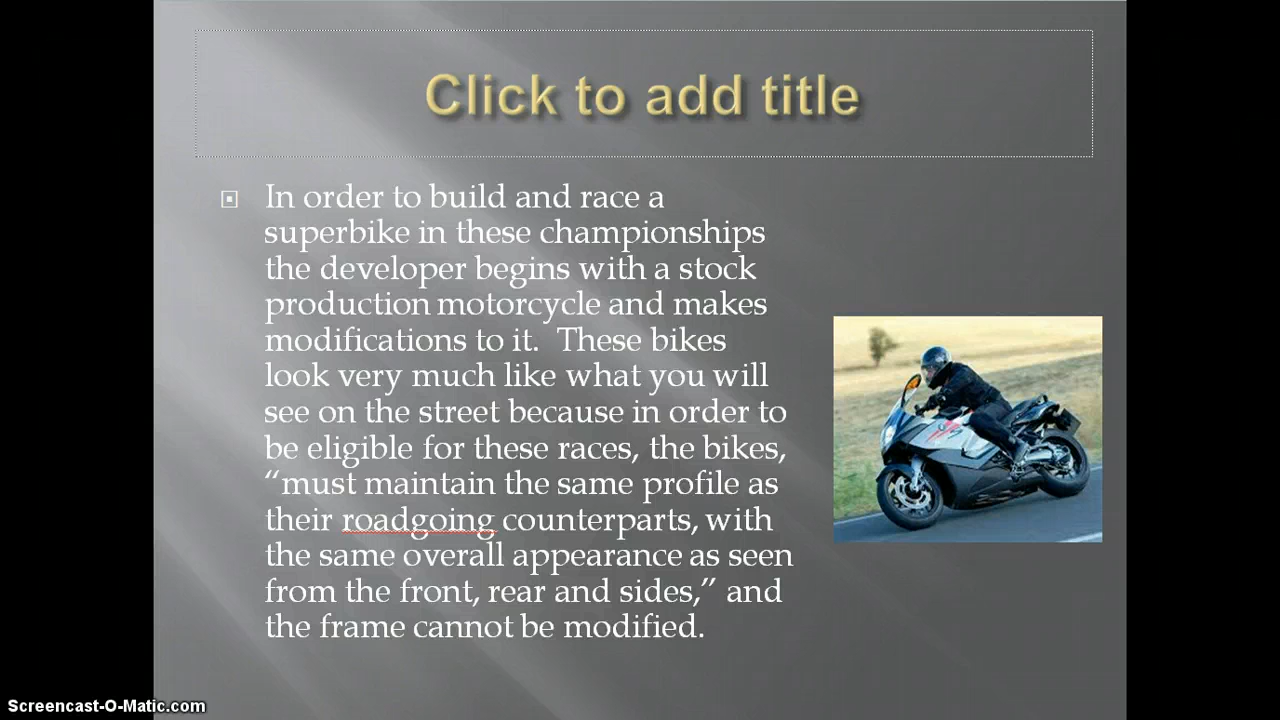 Click to add title
In order to build and race a
superbike in these championships
the developer begins with a stock
production motorcycle and makes
modifications to it.  These bikes
look very much like what you will
see on the street because in order to
be eligible for these races, the bikes,
“must maintain the same profile as
their roadgoing counterparts, with
the same overall appearance as seen
from the front, rear and sides,” and
the frame cannot be modified.
Screencast-O-Matic.com